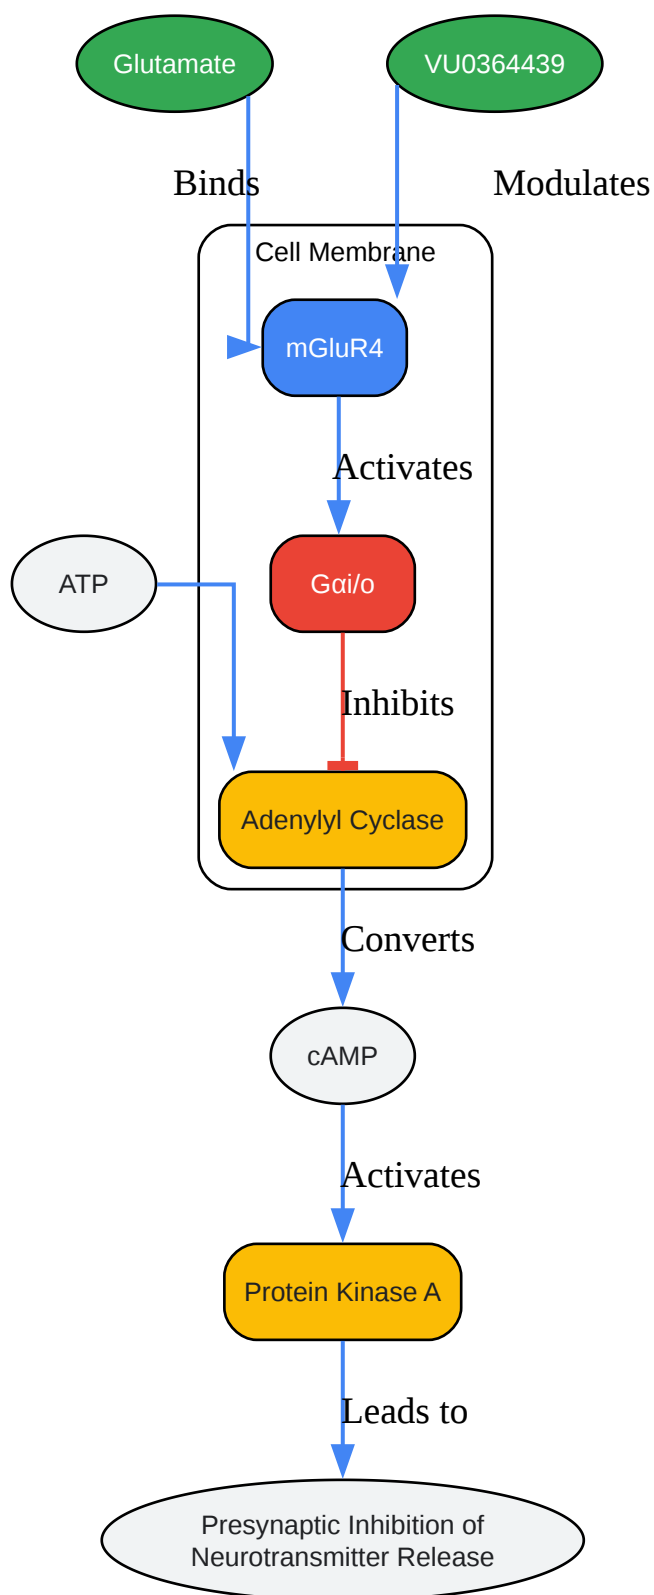 Glutamate
VU0364439
Binds
Modulates
Cell Membrane
mGluR4
Activates
ATP
Gαi/o
Inhibits
Adenylyl Cyclase
Converts
cAMP
Activates
Protein Kinase A
Leads to
Presynaptic Inhibition of
Neurotransmitter Release